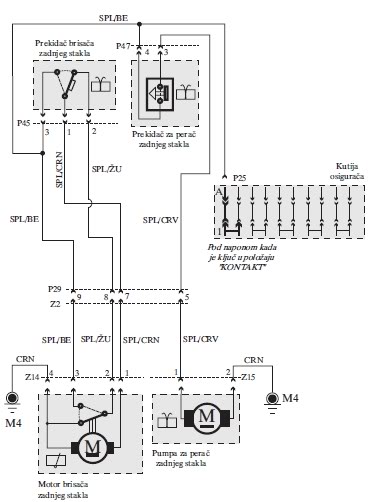 SPL/BE
Prekidač brisača
zadnjeg stakla
P47
4
3
P45
3
1
2
Prekidač za perač
zadnjeg stakla
SPL/CRN
SPL/ŽU
P25
Kutija
osigurača
A
1
SPL/BE
SPL/CRV
Pod naponom kada
je ključ u položaju
"KONTAKT"
P29
9
8
7
5
Z2
SPL/BE
SPL/ŽU
SPL/CRN
SPL/CRV
CRN
CRN
Z14
4
3
2
1
1
2
Z15
M4
M4
M
M
Pumpa za perač
zadnjeg stakla
Motor brisača
zadnjeg stakla